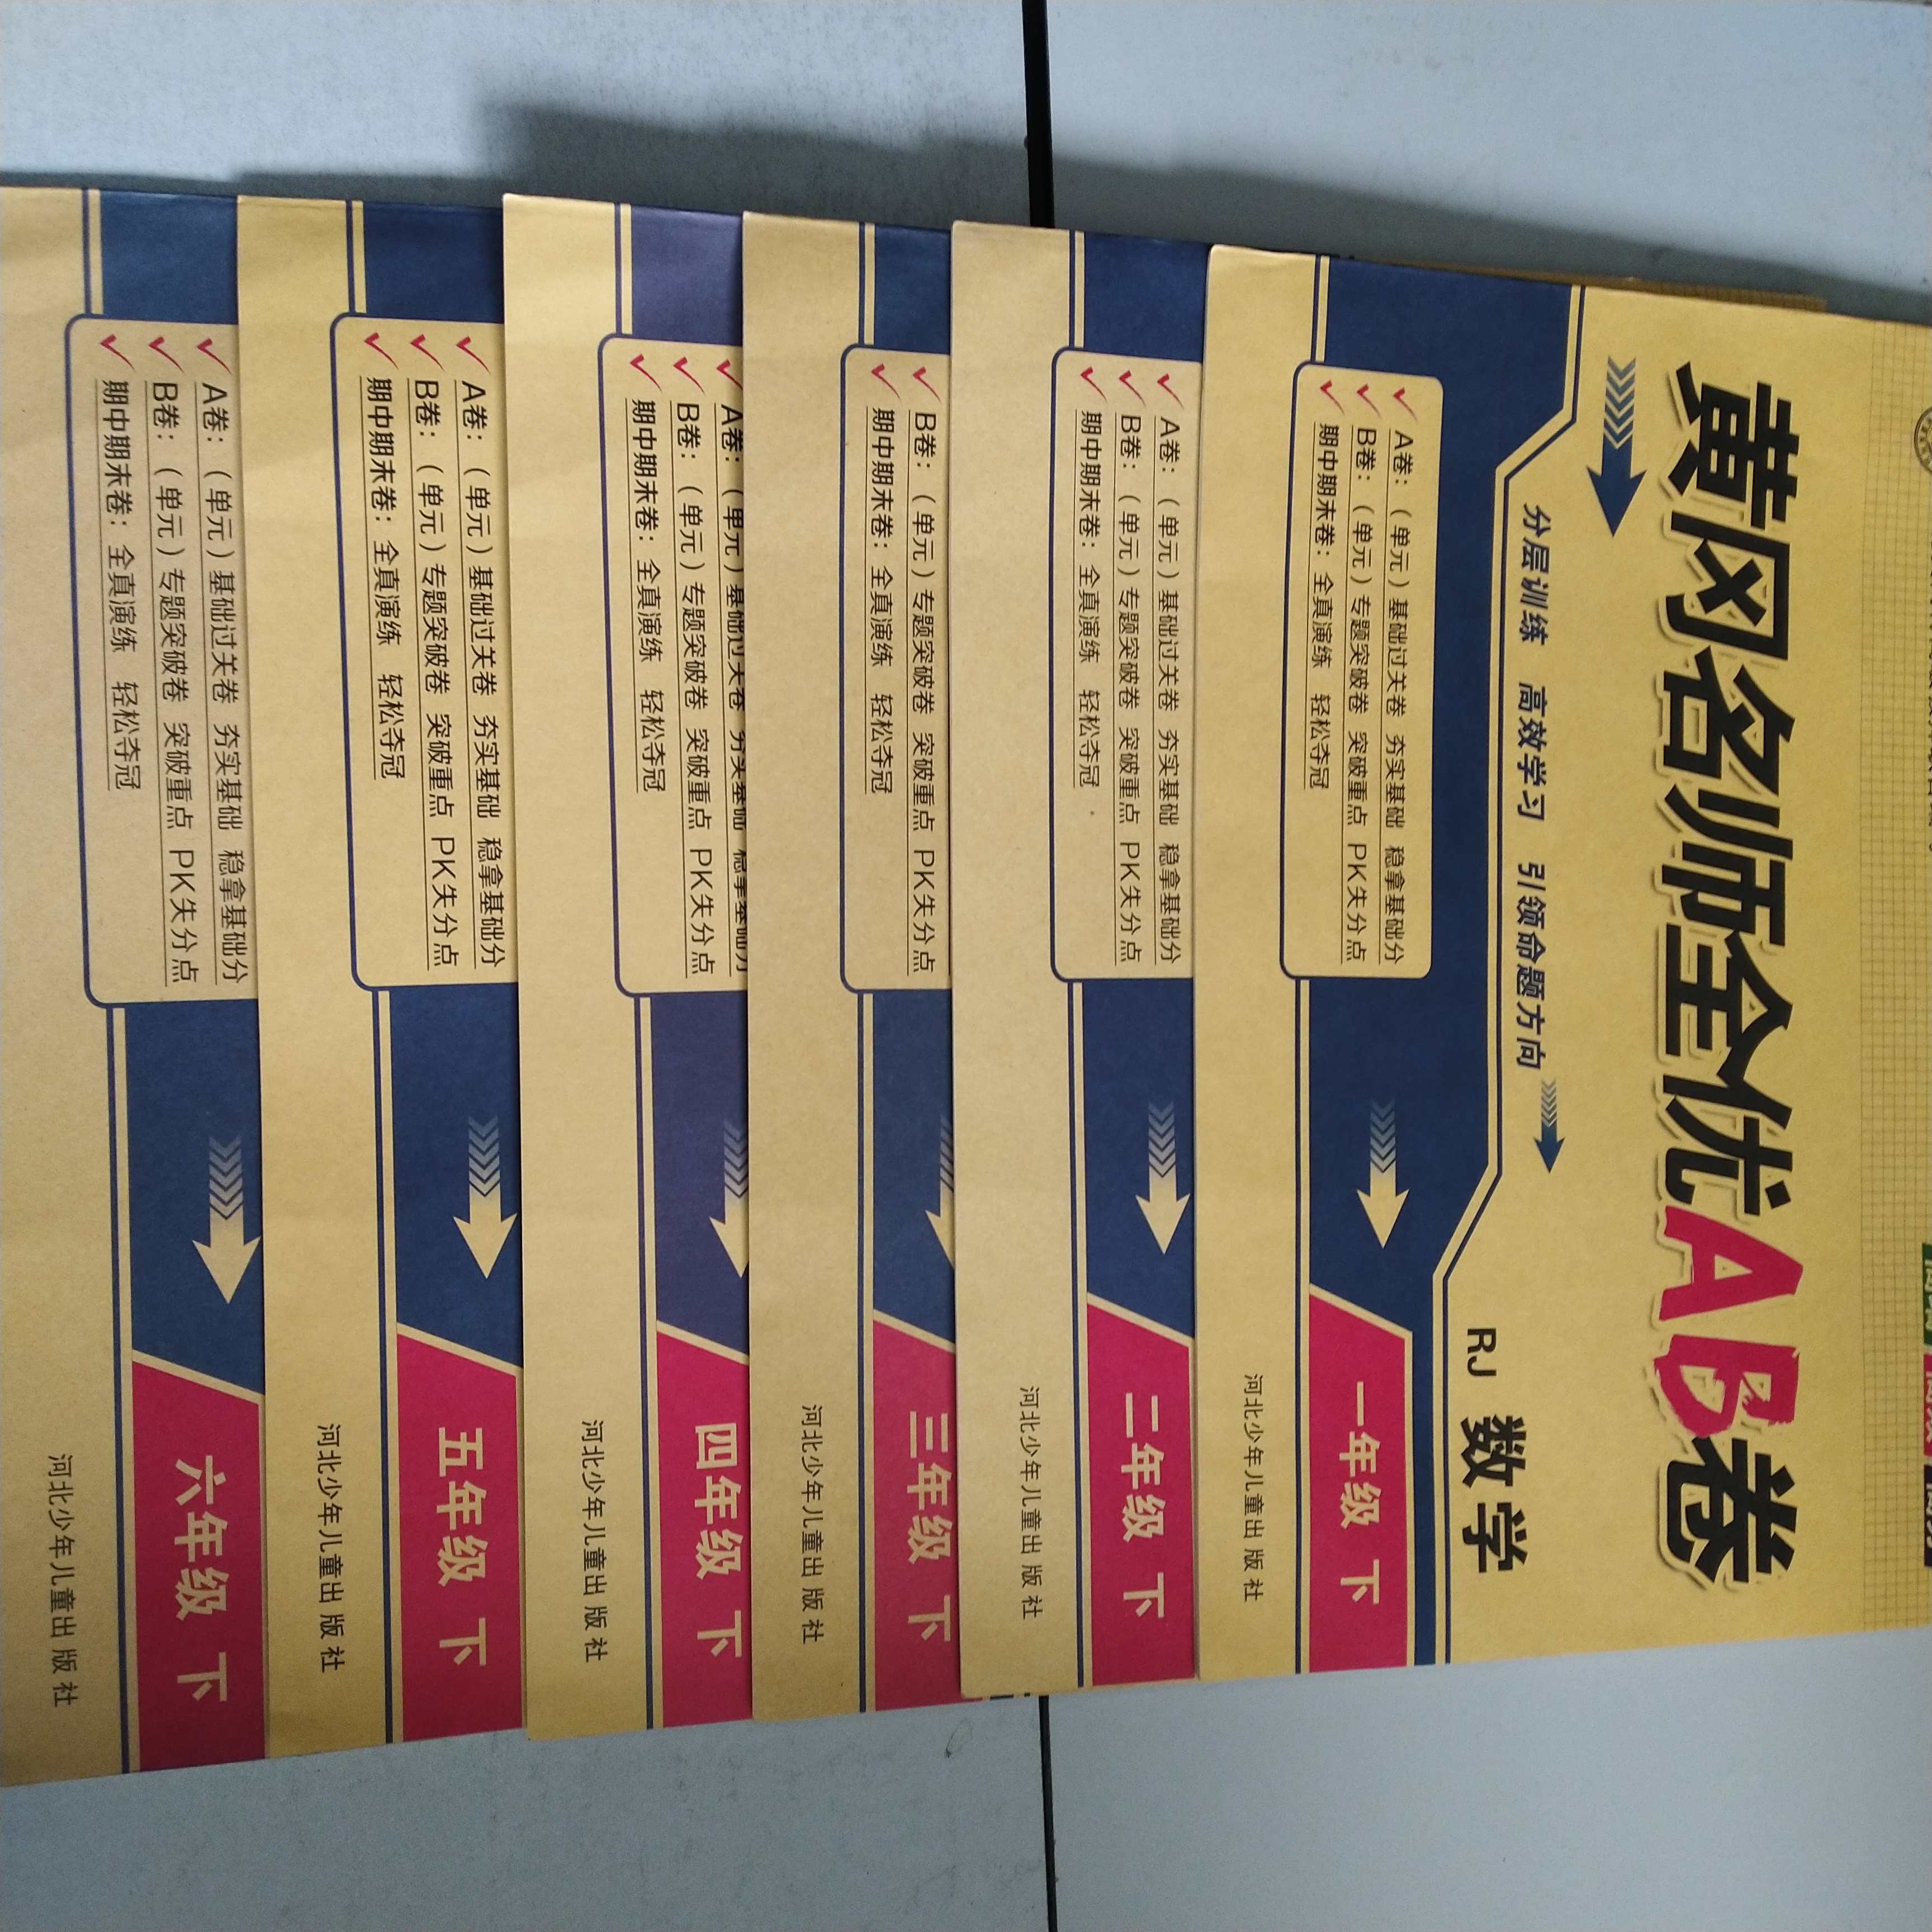 黄冈名师全优AB卷
分层训练 高效学习 引领命题方向
RJ 数学
A卷：（单元）基础过关卷 夯实基础 稳拿基础分
B卷：（单元）专题突破卷 突破重点 PK失分点
期中期末卷：全真演练 轻松夺冠
一年级 下
河北少年儿童出版社
A卷：（单元）基础过关卷 夯实基础 稳拿基础分
B卷：（单元）专题突破卷 突破重点 PK失分点
期中期末卷：全真演练 轻松夺冠
二年级 下
河北少年儿童出版社
B卷：（单元）专题突破卷 突破重点 PK失分点
期中期末卷：全真演练 轻松夺冠
三年级 下
河北少年儿童出版社
A卷：（单元）基础过关卷 夯实基础 稳拿基础分
B卷：（单元）专题突破卷 突破重点 PK失分点
期中期末卷：全真演练 轻松夺冠
四年级 下
河北少年儿童出版社
A卷：（单元）基础过关卷 夯实基础 稳拿基础分
B卷：（单元）专题突破卷 突破重点 PK失分点
期中期末卷：全真演练 轻松夺冠
五年级 下
河北少年儿童出版社
A卷：（单元）基础过关卷 夯实基础 稳拿基础分
B卷：（单元）专题突破卷 突破重点 PK失分点
期中期末卷：全真演练 轻松夺冠
六年级 下
河北少年儿童出版社